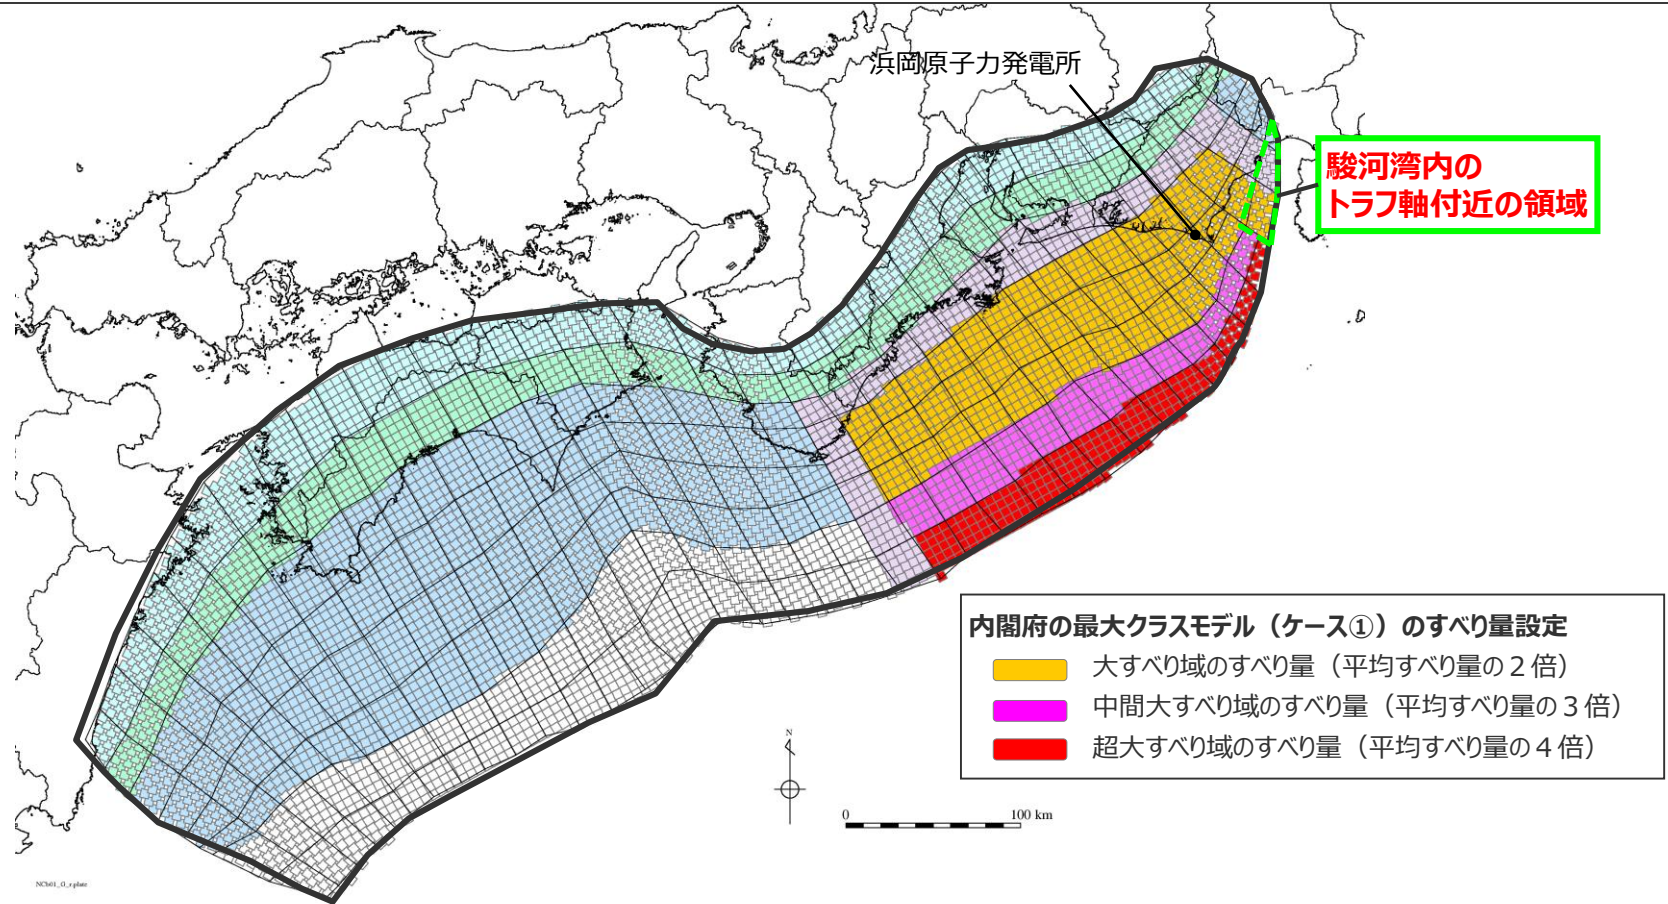 浜岡原子力発電所
駿河湾内の
トラフ軸付近の領域
内閣府の最大クラスモデル（ケース①）のすべり量設定
大すべり域のすべり量（平均すべり量の２倍）
中間大すべり域のすべり量（平均すべり量の３倍）
超大すべり域のすべり量（平均すべり量の４倍）
N
0 100 km
NCh01_G_r.plate